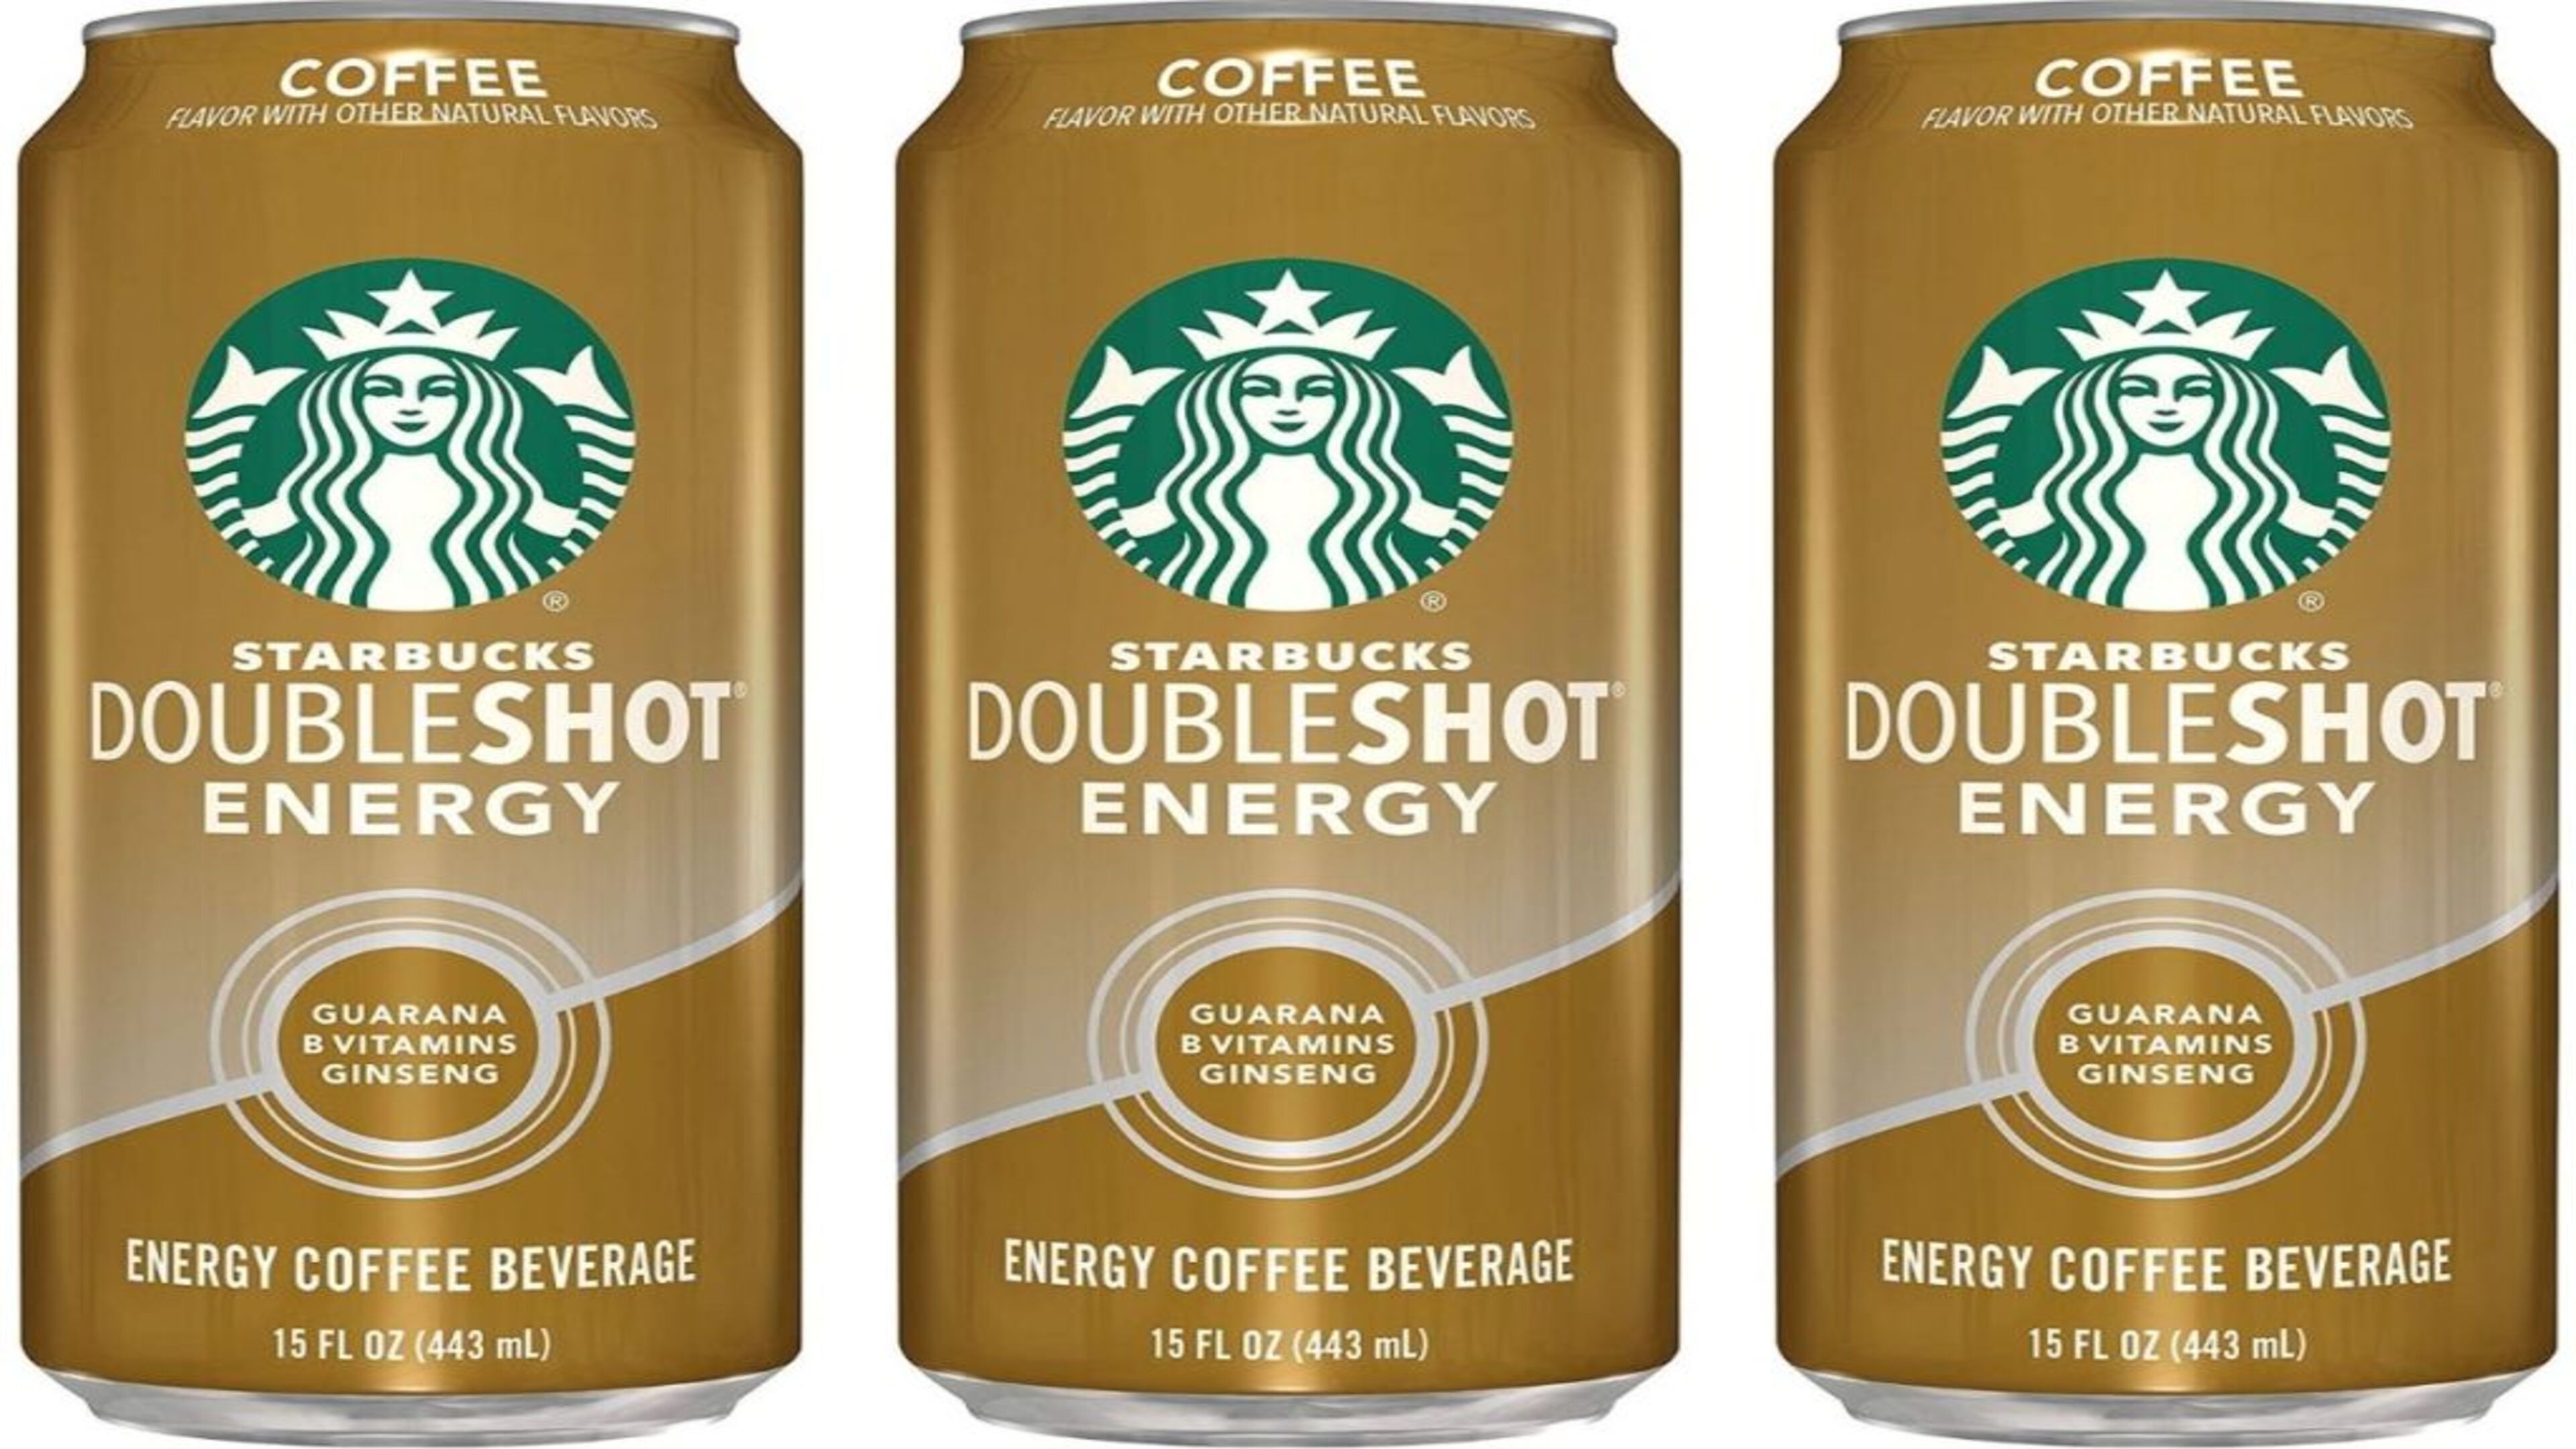 COFFEE
FLAVOR WITH OTHER NATURAL FLAVORS
®
STARBUCKS
DOUBLESHOT®
ENERGY
GUARANA
B VITAMINS
GINSENG
ENERGY COFFEE BEVERAGE
15 FL OZ (443 mL)
COFFEE
FLAVOR WITH OTHER NATURAL FLAVORS
®
STARBUCKS
DOUBLESHOT®
ENERGY
GUARANA
B VITAMINS
GINSENG
ENERGY COFFEE BEVERAGE
15 FL OZ (443 mL)
COFFEE
FLAVOR WITH OTHER NATURAL FLAVORS
®
STARBUCKS
DOUBLESHOT®
ENERGY
GUARANA
B VITAMINS
GINSENG
ENERGY COFFEE BEVERAGE
15 FL OZ (443 mL)